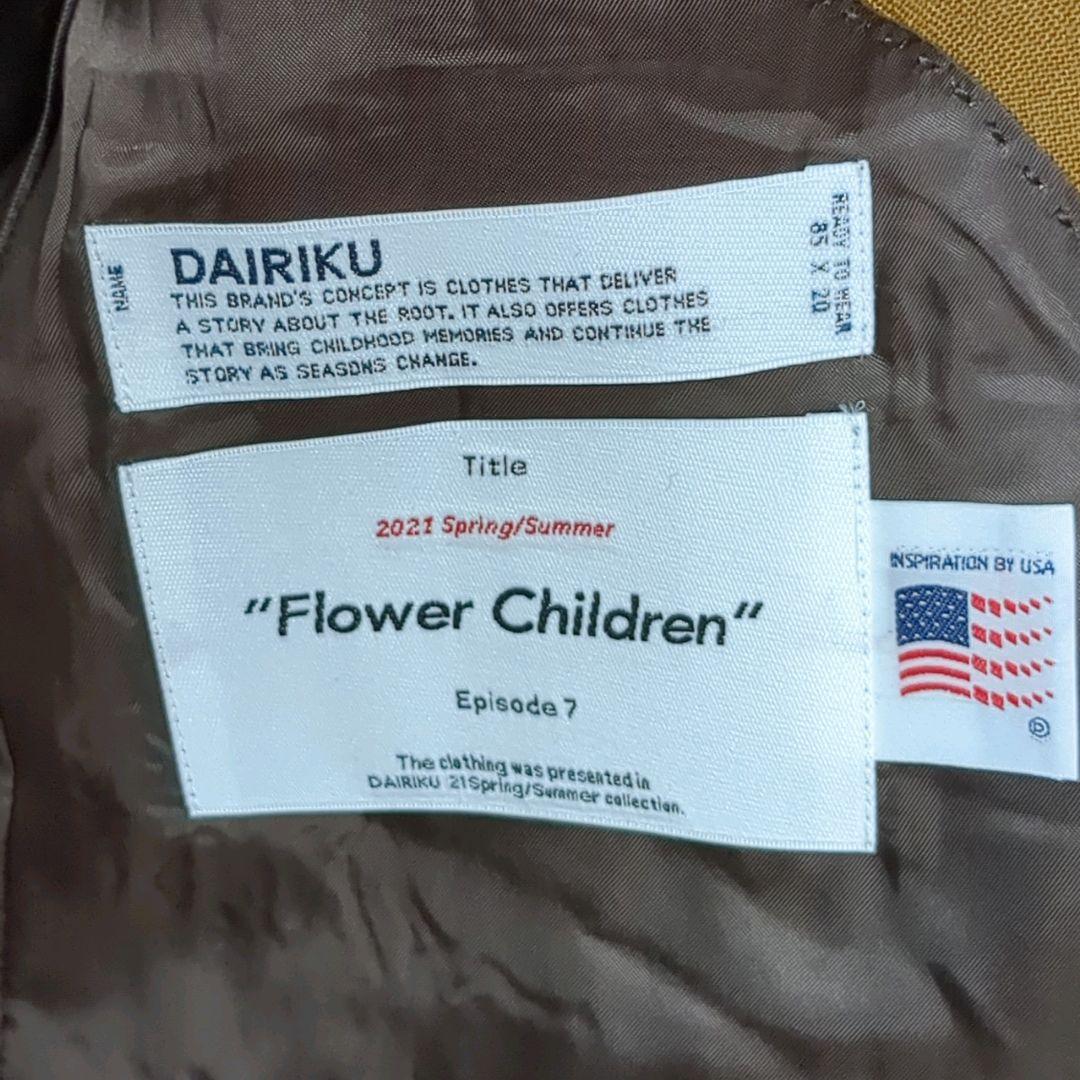 NAME
DAIRIKU
THIS BRAND'S CONCEPT IS CLOTHES THAT DELIVER
A STORY ABOUT THE ROOT. IT ALSO OFFERS CLOTHES
THAT BRING CHILDHOOD MEMORIES AND CONTINUE THE
STORY AS SEASONS CHANGE.
READY TO WEAR
85 X 20
Title
2021 Spring/Summer
"Flower Children"
Episode 7
The clothing was presented in
DAIRIKU 21Spring/Summer collection.
INSPIRATION BY USA
D